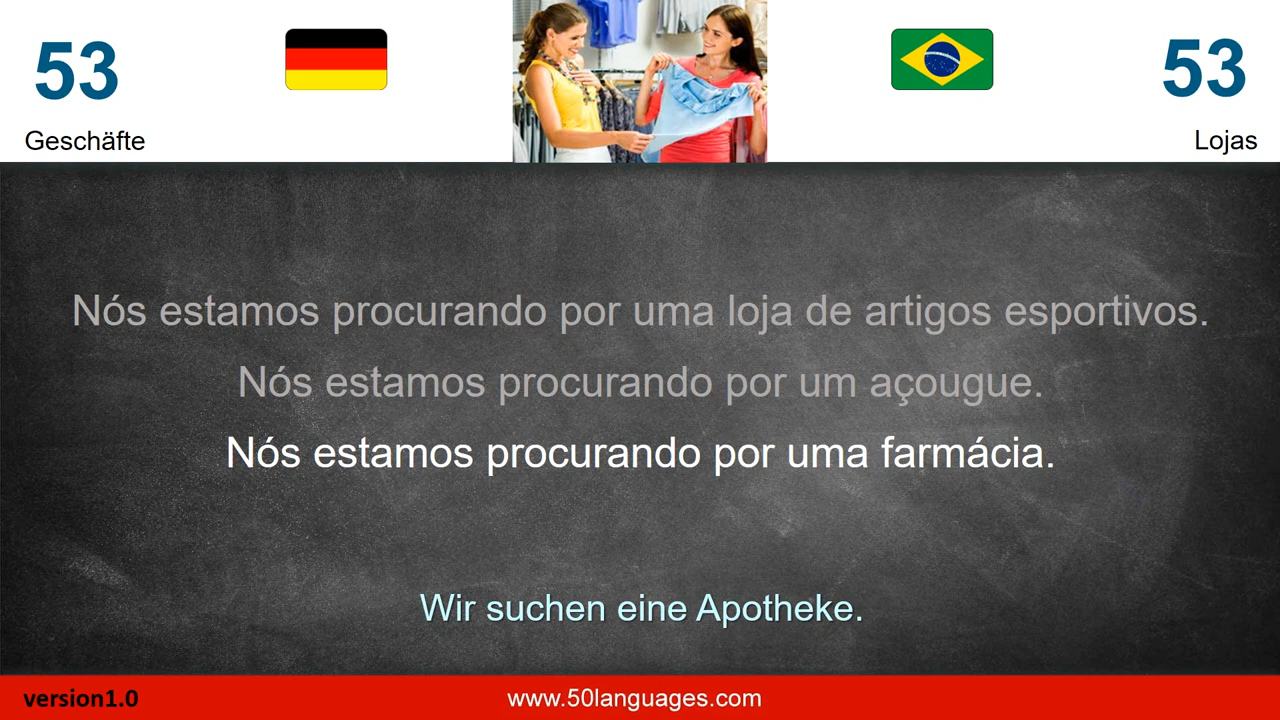 53
53
Geschäfte
Lojas
Nós estamos procurando por uma loja de artigos esportivos.
Nós estamos procurando por um açougue.
Nós estamos procurando por uma farmácia.
Wir suchen eine Apotheke.
version1.0
www.50languages.com